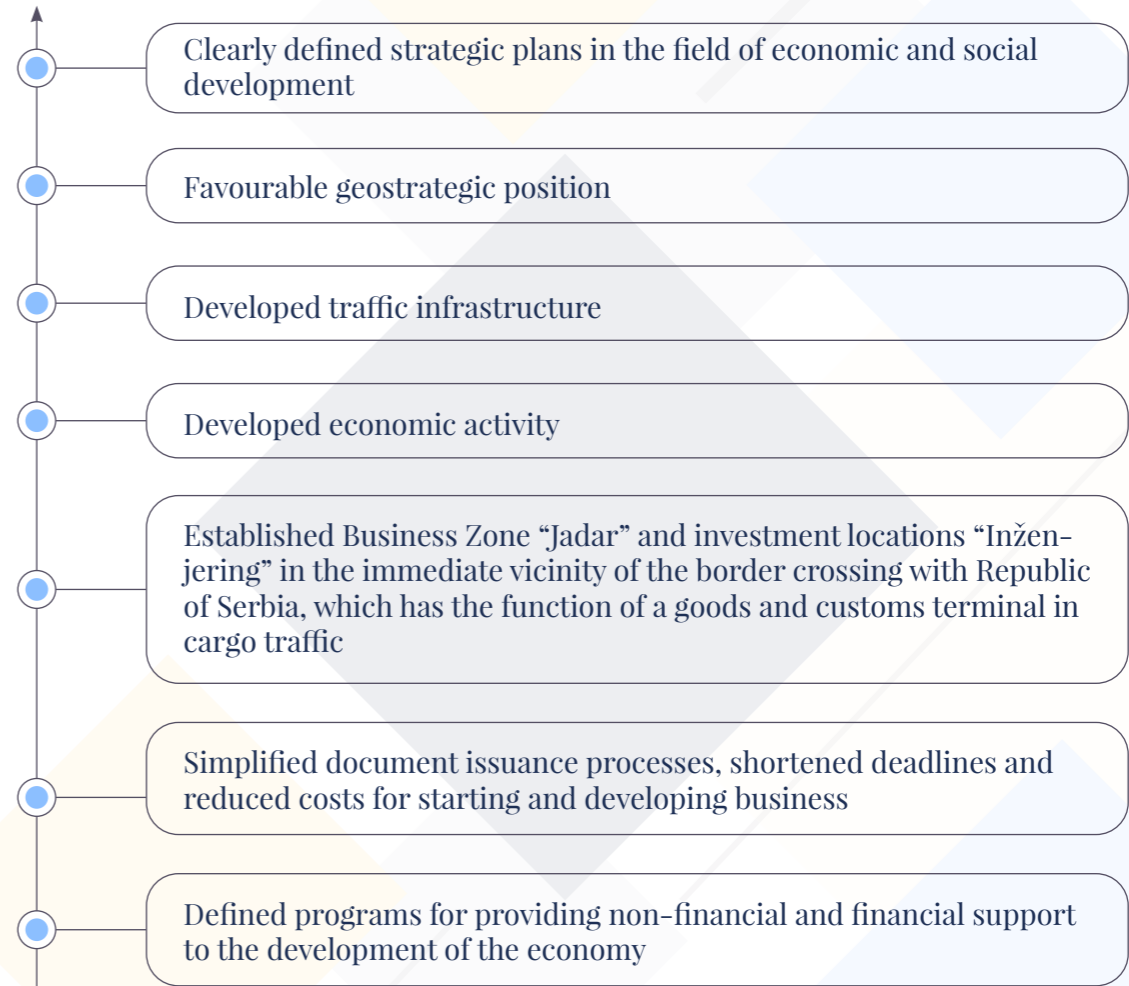 Clearly defined strategic plans in the field of economic and social
development
Favourable geostrategic position
Developed traffic infrastructure
Developed economic activity
Established Business Zone “Jadar” and investment locations “Inžen-
jering” in the immediate vicinity of the border crossing with Republic
of Serbia, which has the function of a goods and customs terminal in
cargo traffic
Simplified document issuance processes, shortened deadlines and
reduced costs for starting and developing business
Defined programs for providing non-financial and financial support
to the development of the economy